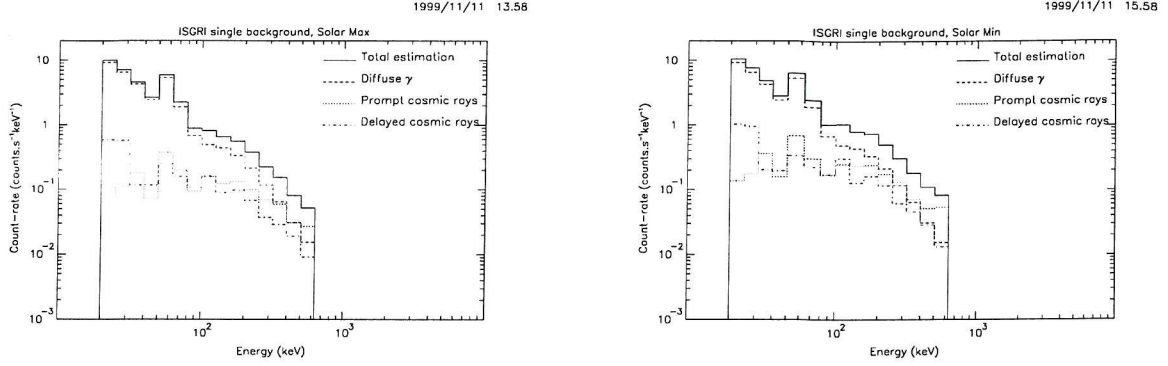 1999/11/11 13.58
ISGRI single background, Solar Max
Total estimation
Diffuse γ
Prompt cosmic rays
Delayed cosmic rays
Count-rate (counts.s⁻¹keV⁻¹)
10
1
10⁻¹
10⁻²
10⁻³
10²
10³
Energy (keV)
1999/11/11 15.58
ISGRI single background, Solar Min
Total estimation
Diffuse γ
Prompt cosmic rays
Delayed cosmic rays
Count-rate (counts.s⁻¹keV⁻¹)
10
1
10⁻¹
10⁻²
10⁻³
10²
10³
Energy (keV)